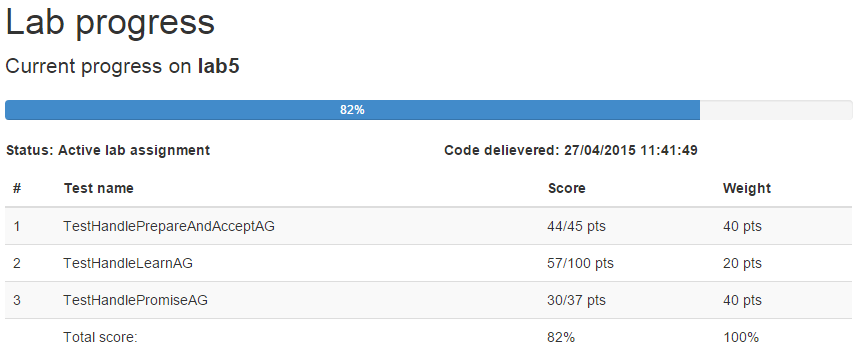 Lab progress
Current progress on lab5
82%
Status: Active lab assignment Code delievered: 27/04/2015 11:41:49
# Test name Score Weight
1 TestHandlePrepareAndAcceptAG 44/45 pts 40 pts
2 TestHandleLearnAG 57/100 pts 20 pts
3 TestHandlePromiseAG 30/37 pts 40 pts
Total score: 82% 100%